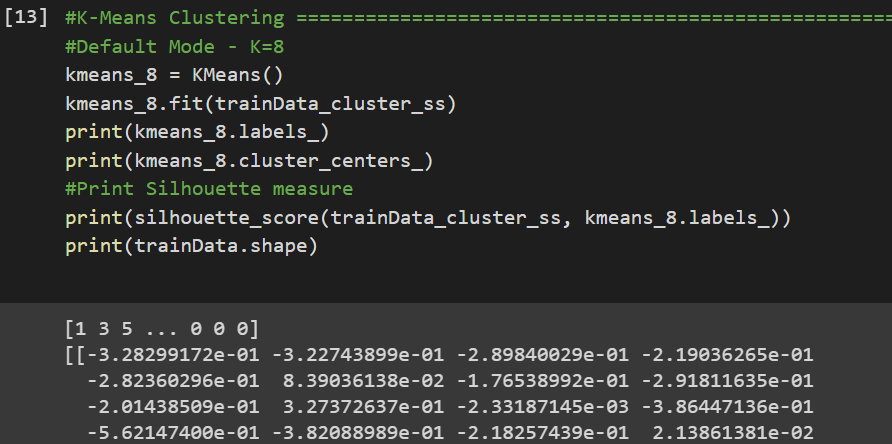 [13] #K-Means Clustering ====================================================
#Default Mode - K=8
kmeans_8 = KMeans()
kmeans_8.fit(trainData_cluster_ss)
print(kmeans_8.labels_)
print(kmeans_8.cluster_centers_)
#Print Silhouette measure
print(silhouette_score(trainData_cluster_ss, kmeans_8.labels_))
print(trainData.shape)
[1 3 5 ... 0 0 0]
[[-3.28299172e-01 -3.22743899e-01 -2.89840029e-01 -2.19036265e-01
-2.82360296e-01 8.39036138e-02 -1.76538992e-01 -2.91811635e-01
-2.01438509e-01 3.27372637e-01 -2.33187145e-03 -3.86447136e-01
-5.62147400e-01 -3.82088989e-01 -2.18257439e-01 2.13861381e-02